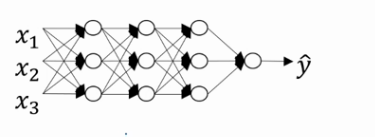 x₁
x₂
x₃
ŷ